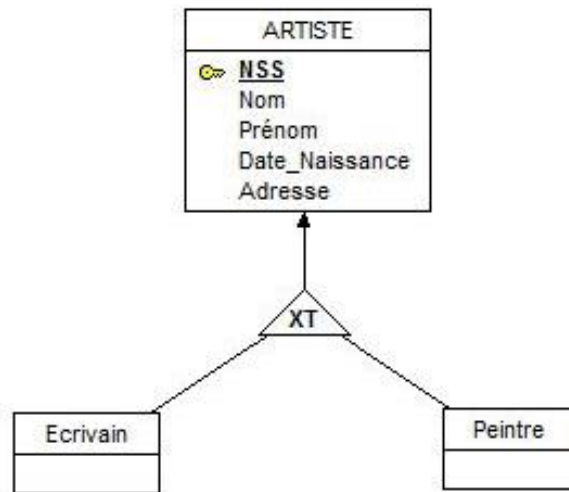 ARTISTE
NSS
Nom
Prénom
Date_Naissance
Adresse
XT
Ecrivain
Peintre